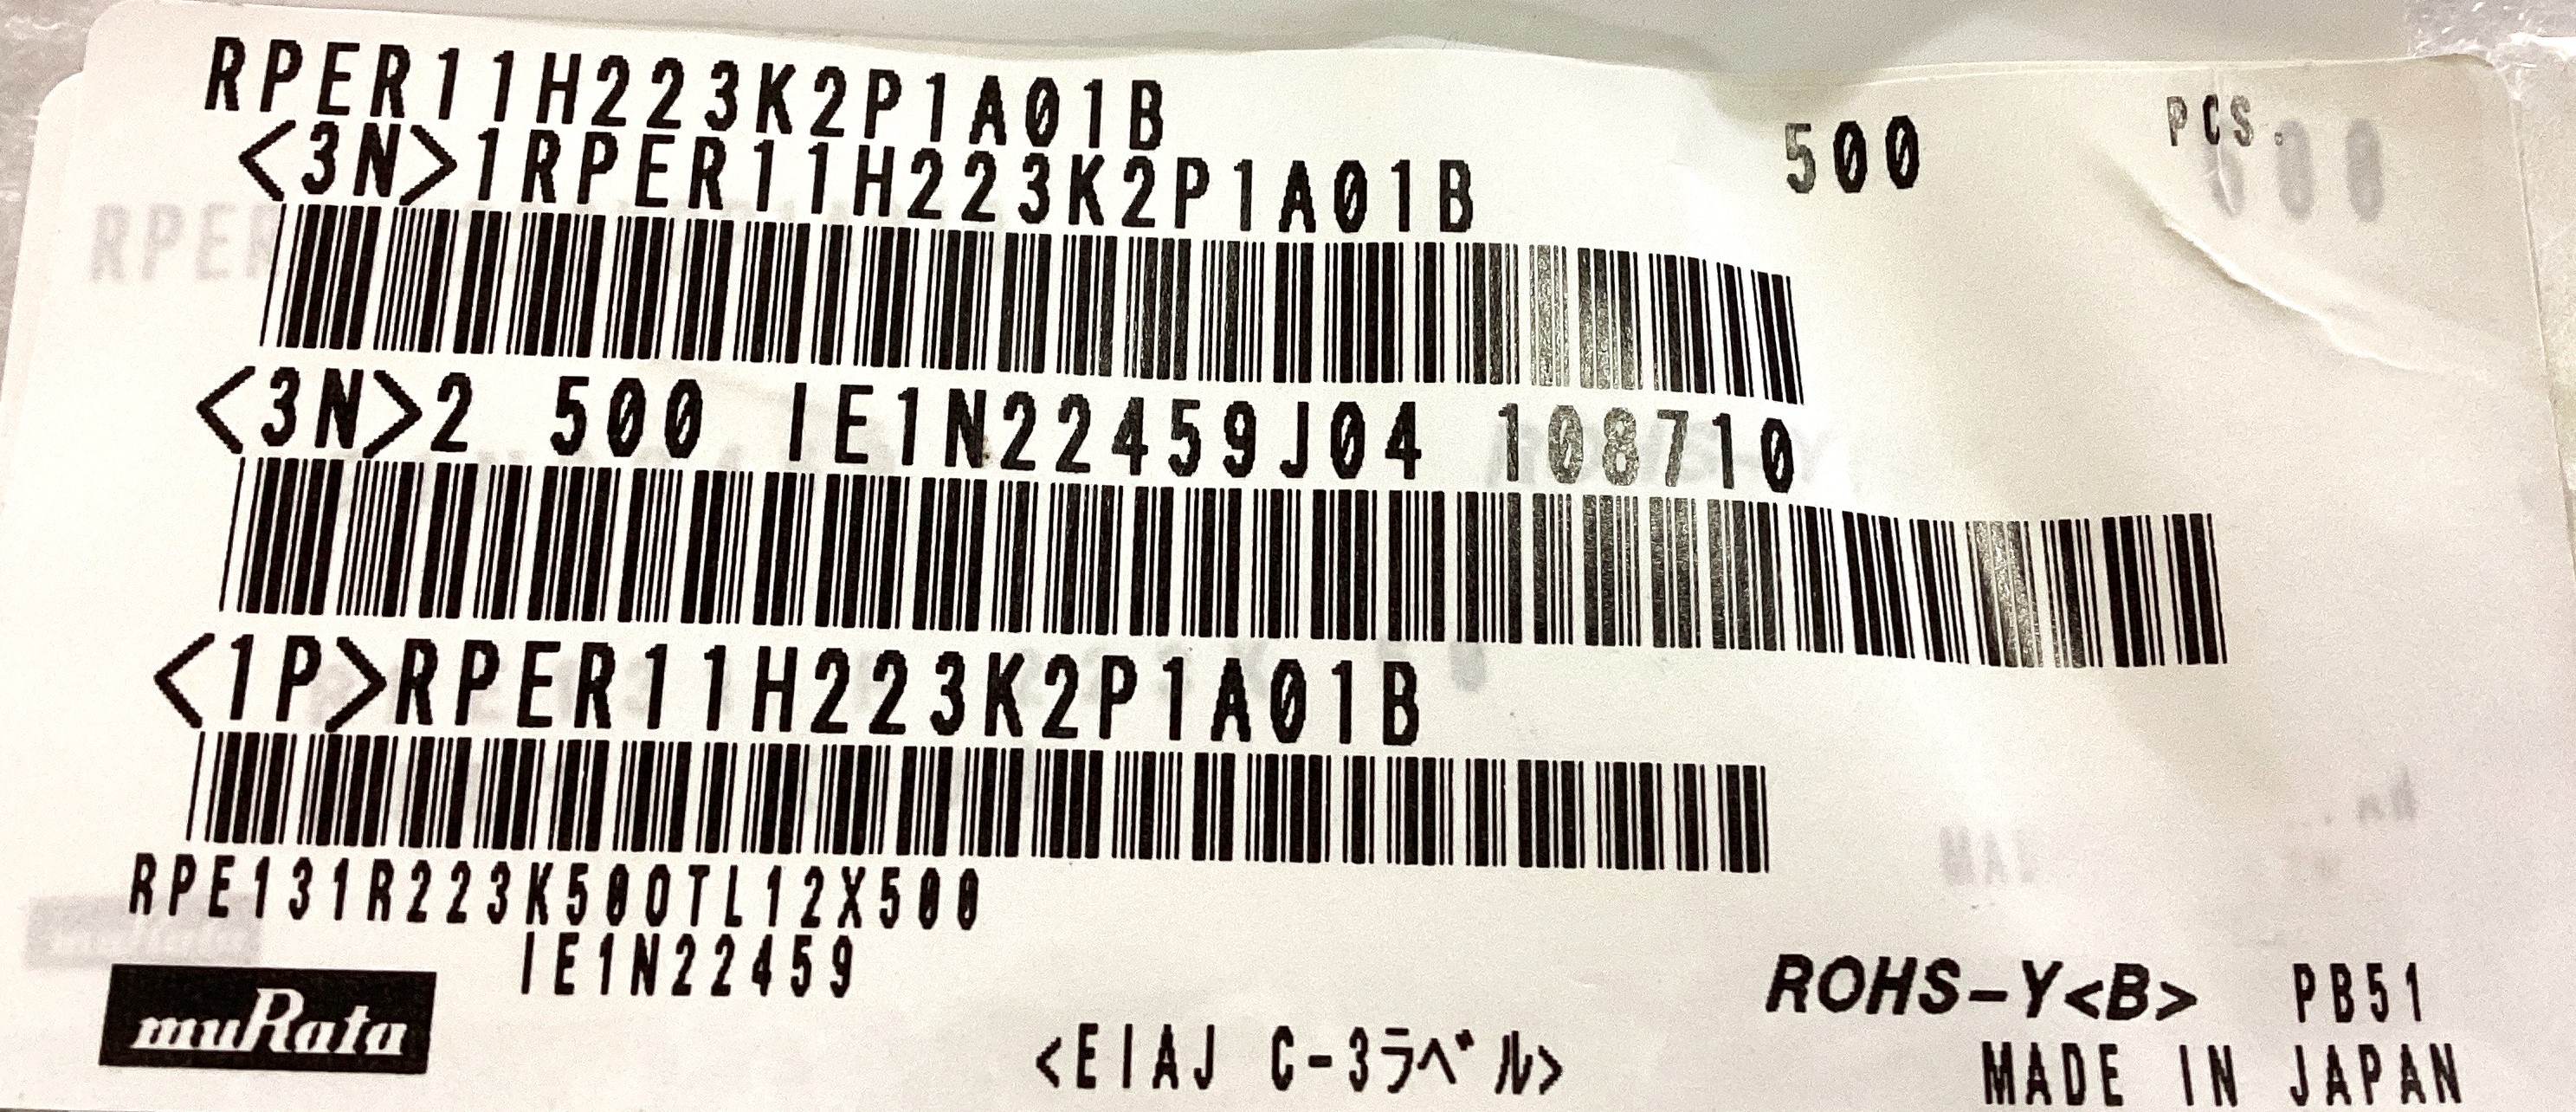 RPER11H223K2P1A01B
500 PCS.
<3N>1RPER11H223K2P1A01B
<3N>2 500 IE1N22459J04 108710
<1P>RPER11H223K2P1A01B
RPE131R223K50OTL12X500
IE1N22459
muRata
ROHS-Y<B> PB51
<EIAJ C-3ラベル>
MADE IN JAPAN